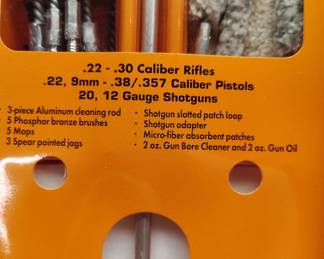 .22 - .30 Caliber Rifles
.22, 9mm - .38/.357 Caliber Pistols
20, 12 Gauge Shotguns
· 3-piece Aluminum cleaning rod
· 5 Phosphor bronze brushes
· 5 Mops
· 3 Spear pointed jags
· Shotgun slotted patch loop
· Shotgun adapter
· Micro-fiber absorbent patches
· 2 oz. Gun Bore Cleaner and 2 oz. Gun Oil